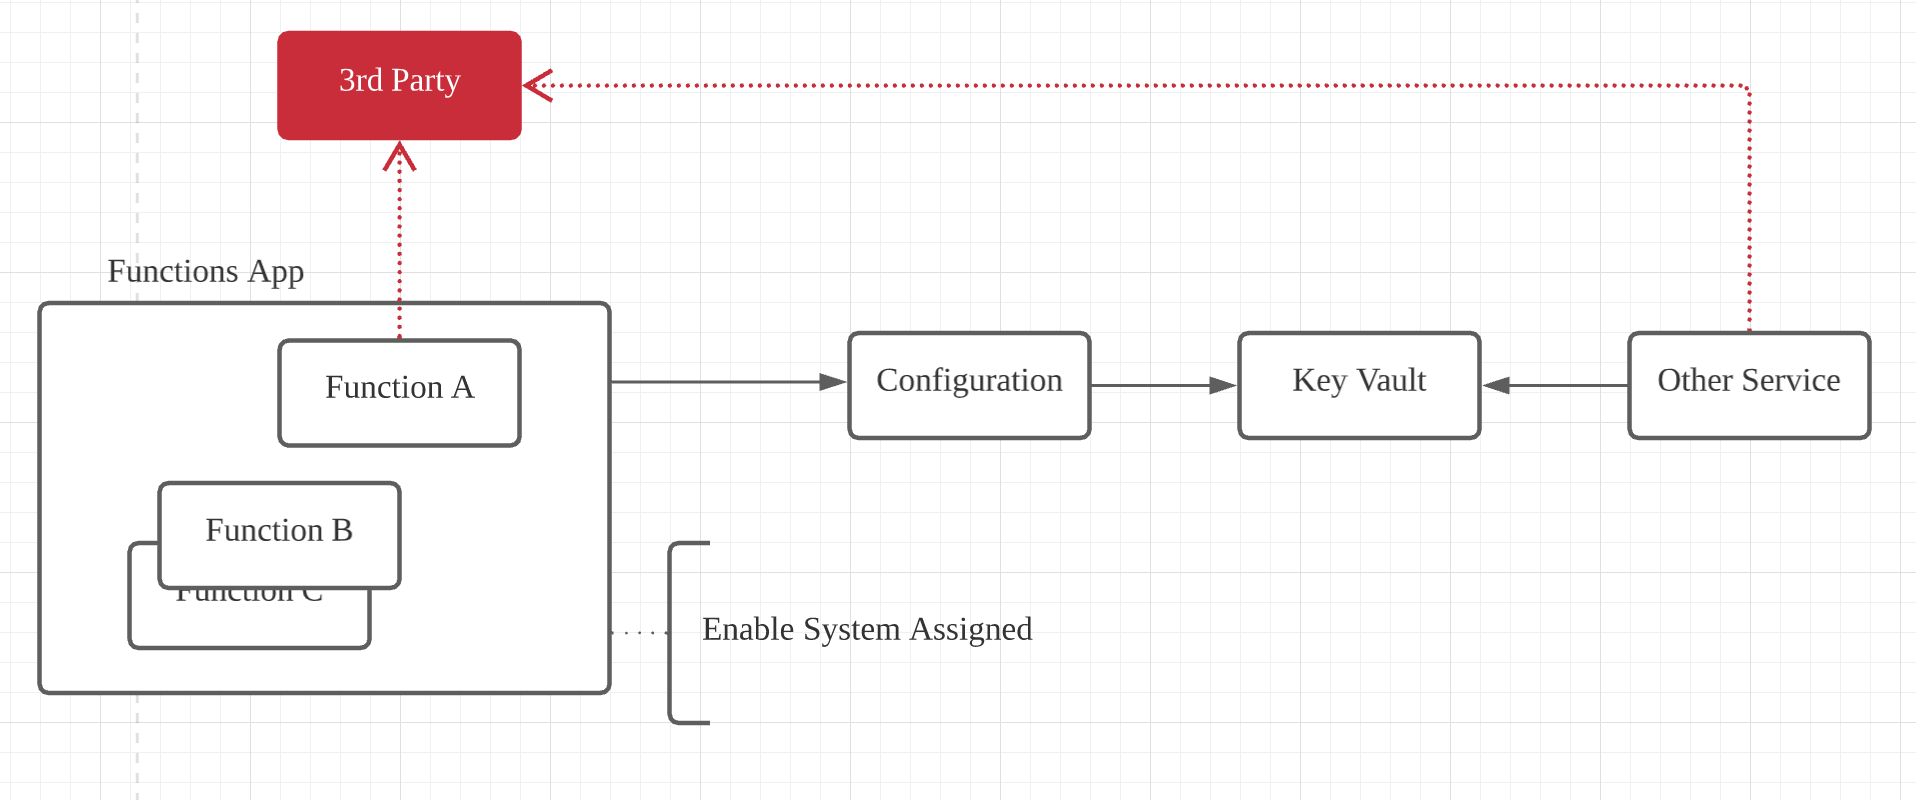 3rd Party
Functions App
Function A
Configuration
Key Vault
Other Service
Function B
Function C
Enable System Assigned